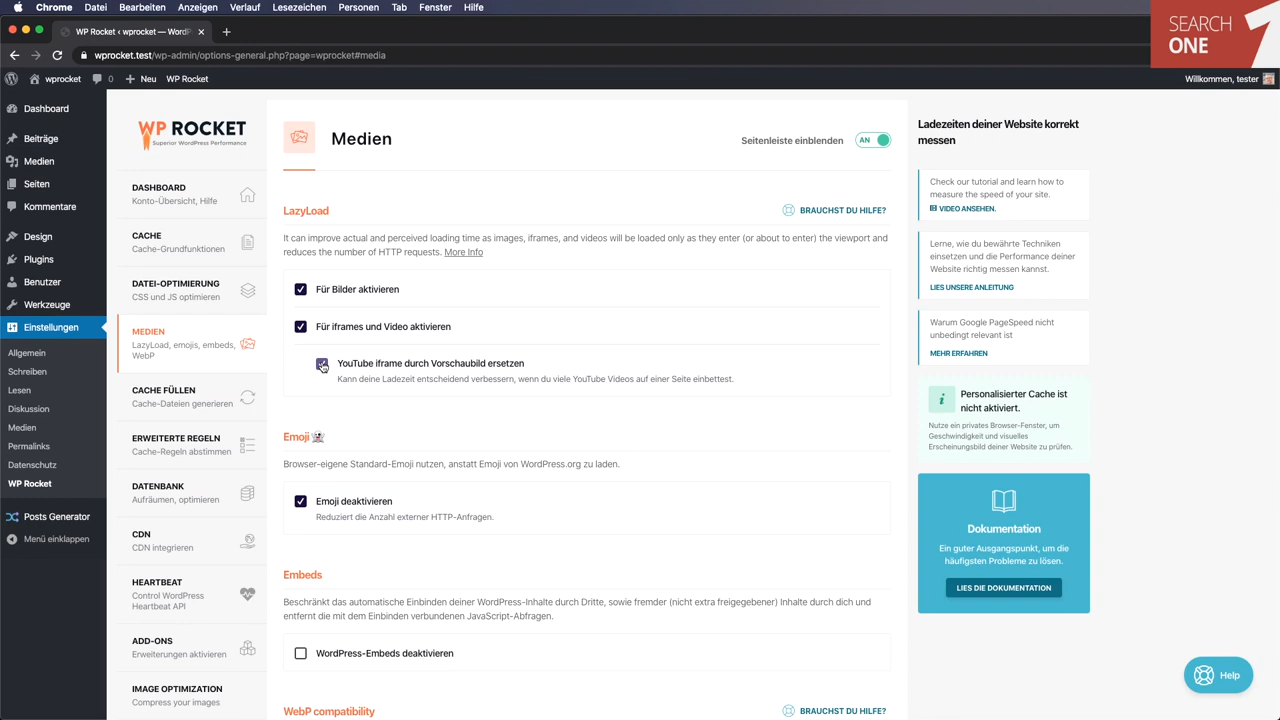 Chrome Ablage Bearbeiten Anzeigen Verlauf Lesezeichen Personen Tab Fenster Hilfe
WP Rocket ‹ wprocket — WordP
wprocket.test/wp-admin/options-general.php?page=wprocket#media
wprocket 0 Neu WP Rocket
Willkommen, tester
SEARCH
ONE
Dashboard
Beiträge
Medien
Seiten
Kommentare
Design
Plugins
Benutzer
Werkzeuge
Einstellungen
Allgemein
Schreiben
Lesen
Diskussion
Medien
Permalinks
Datenschutz
WP Rocket
Posts Generator
Menü einklappen
WP ROCKET
Superior WordPress Performance
DASHBOARD
Konto-Übersicht, Hilfe
CACHE
Cache-Grundfunktionen
DATEI-OPTIMIERUNG
CSS und JS optimieren
MEDIEN
LazyLoad, emojis, embeds,
WebP
CACHE FÜLLEN
Cache-Dateien generieren
ERWEITERTE REGELN
Cache-Regeln abstimmen
DATENBANK
Aufräumen, optimieren
CDN
CDN integrieren
HEARTBEAT
Control WordPress
Heartbeat API
ADD-ONS
Erweiterungen aktivieren
IMAGE OPTIMIZATION
Compress your images
Medien
Seitenleiste einblenden AN
LazyLoad
BRAUCHST DU HILFE?
It can improve actual and perceived loading time as images, iframes, and videos will be loaded only as they enter (or about to enter) the viewport and
reduces the number of HTTP requests. More Info
Für Bilder aktivieren
Für iframes und Video aktivieren
YouTube iframe durch Vorschaubild ersetzen
Kann deine Ladezeit entscheidend verbessern, wenn du viele YouTube Videos auf einer Seite einbettest.
Emoji
Browser-eigene Standard-Emoji nutzen, anstatt Emoji von WordPress.org zu laden.
Emoji deaktivieren
Reduziert die Anzahl externer HTTP-Anfragen.
Embeds
Beschränkt das automatische Einbinden deiner WordPress-Inhalte durch Dritte, sowie fremder (nicht extra freigegebener) Inhalte durch dich und
entfernt die mit dem Einbinden verbundenen JavaScript-Abfragen.
WordPress-Embeds deaktivieren
WebP compatibility
BRAUCHST DU HILFE?
Ladezeiten deiner Website korrekt
messen
Check our tutorial and learn how to
measure the speed of your site.
VIDEO ANSEHEN.
Lerne, wie du bewährte Techniken
einsetzen und die Performance deiner
Website richtig messen kannst.
LIES UNSERE ANLEITUNG
Warum Google PageSpeed nicht
unbedingt relevant ist
MEHR ERFAHREN
i
Personalisierter Cache ist
nicht aktiviert.
Nutze ein privates Browser-Fenster, um
Geschwindigkeit und visuelles
Erscheinungsbild deiner Website zu prüfen.
Dokumentation
Ein guter Ausgangspunkt, um die
häufigsten Probleme zu lösen.
LIES DIE DOKUMENTATION
Help